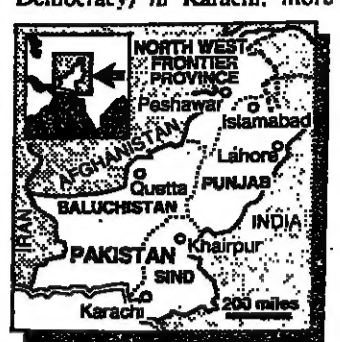 Democracy) in Karachi, more
NORTH WEST
FRONTIER
PROVINCE
Peshawar
Islamabad
AFGHANISTAN
Lahore
Quetta
PUNJAB
BALUCHISTAN
INDIA
IRAN
Khairpur
PAKISTAN
SIND
Karachi
200 miles